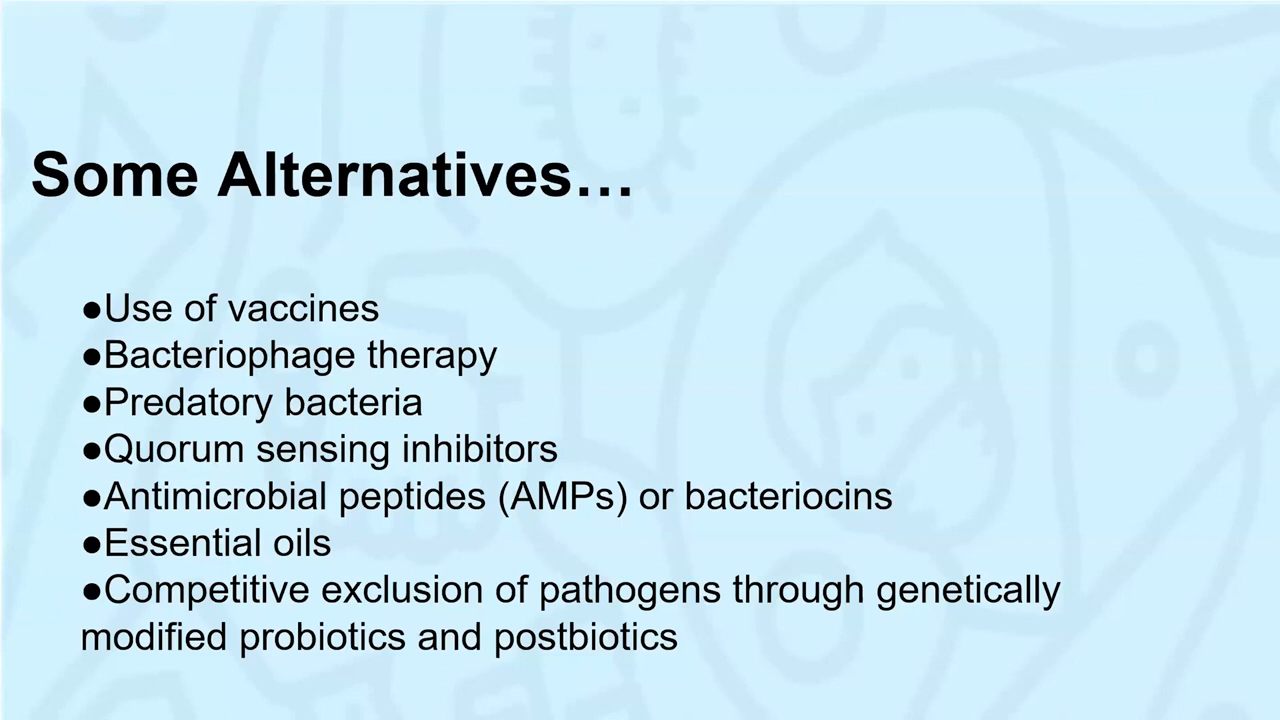 Some Alternatives…
●Use of vaccines
●Bacteriophage therapy
●Predatory bacteria
●Quorum sensing inhibitors
●Antimicrobial peptides (AMPs) or bacteriocins
●Essential oils
●Competitive exclusion of pathogens through genetically
modified probiotics and postbiotics